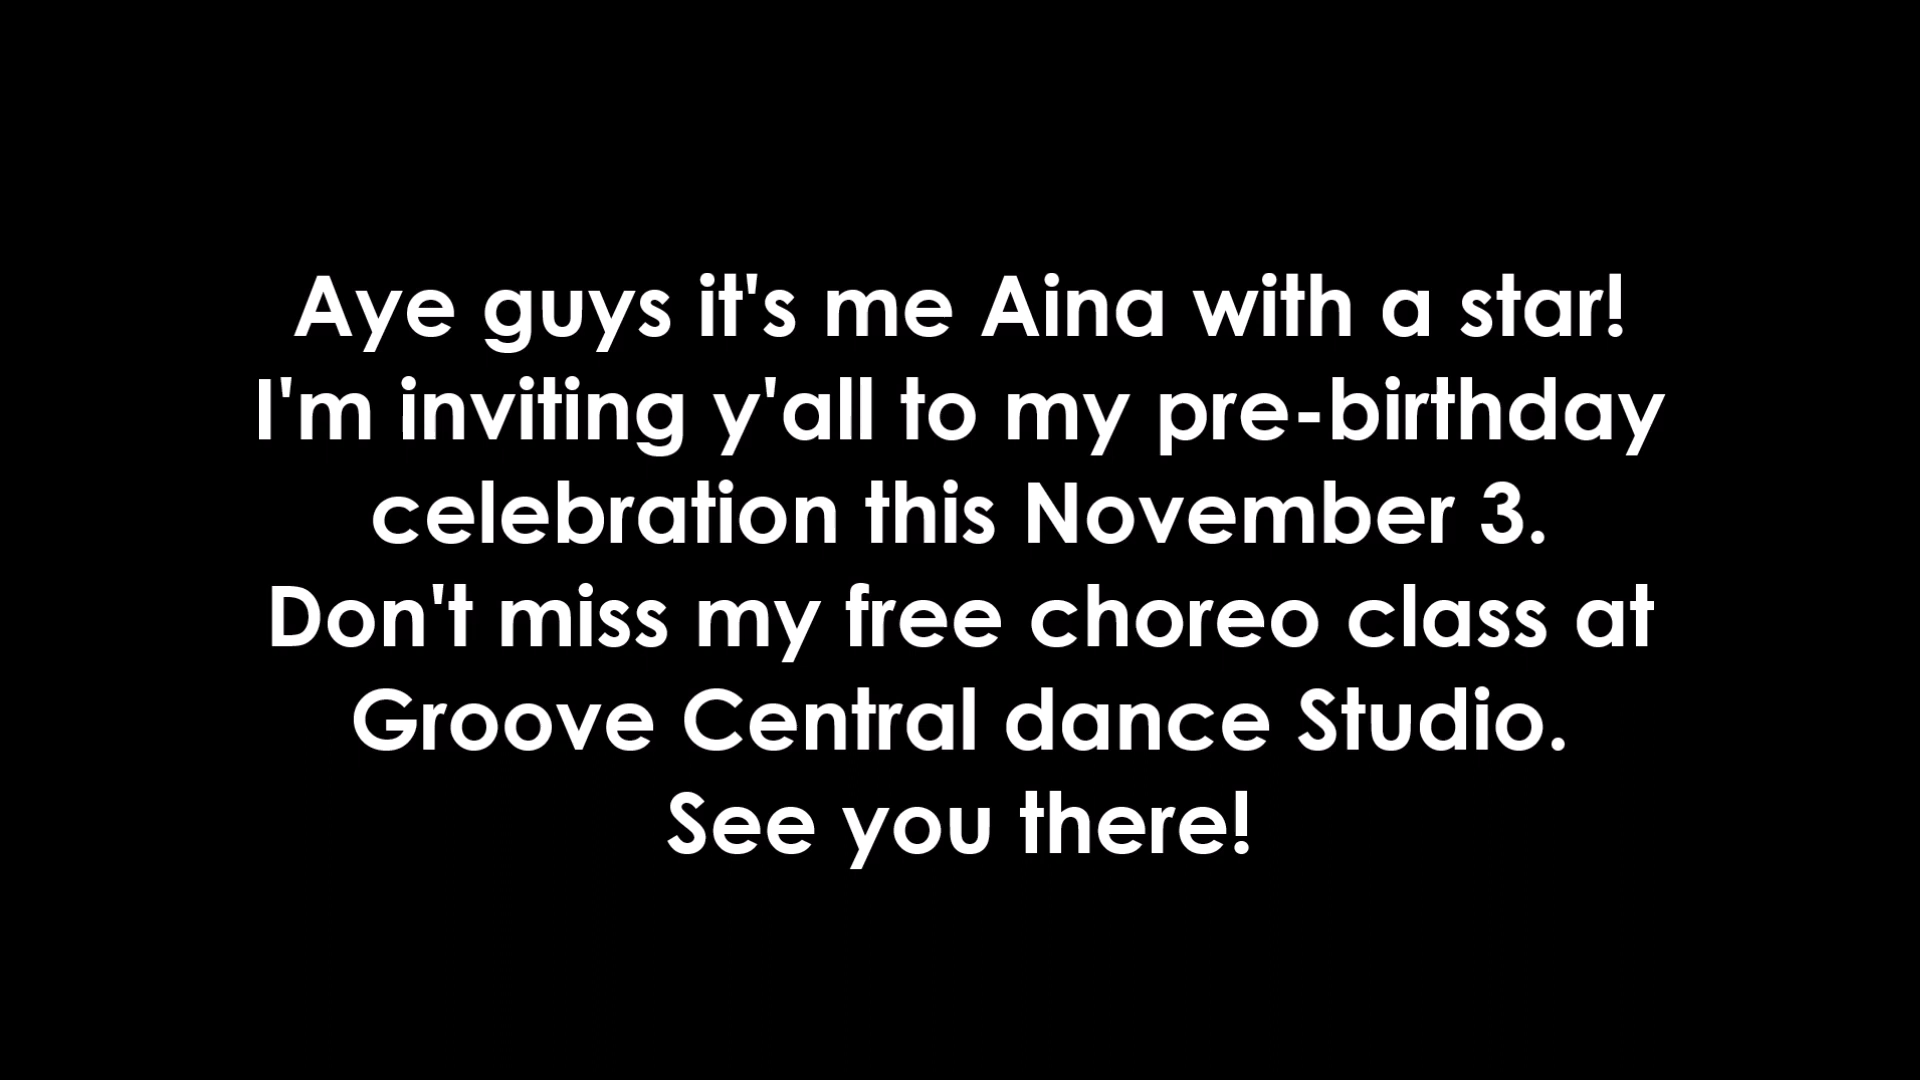 Aye guys it's me Aina with a star!
I'm inviting y'all to my pre-birthday
celebration this November 3.
Don't miss my free choreo class at
Groove Central dance Studio.
See you there!